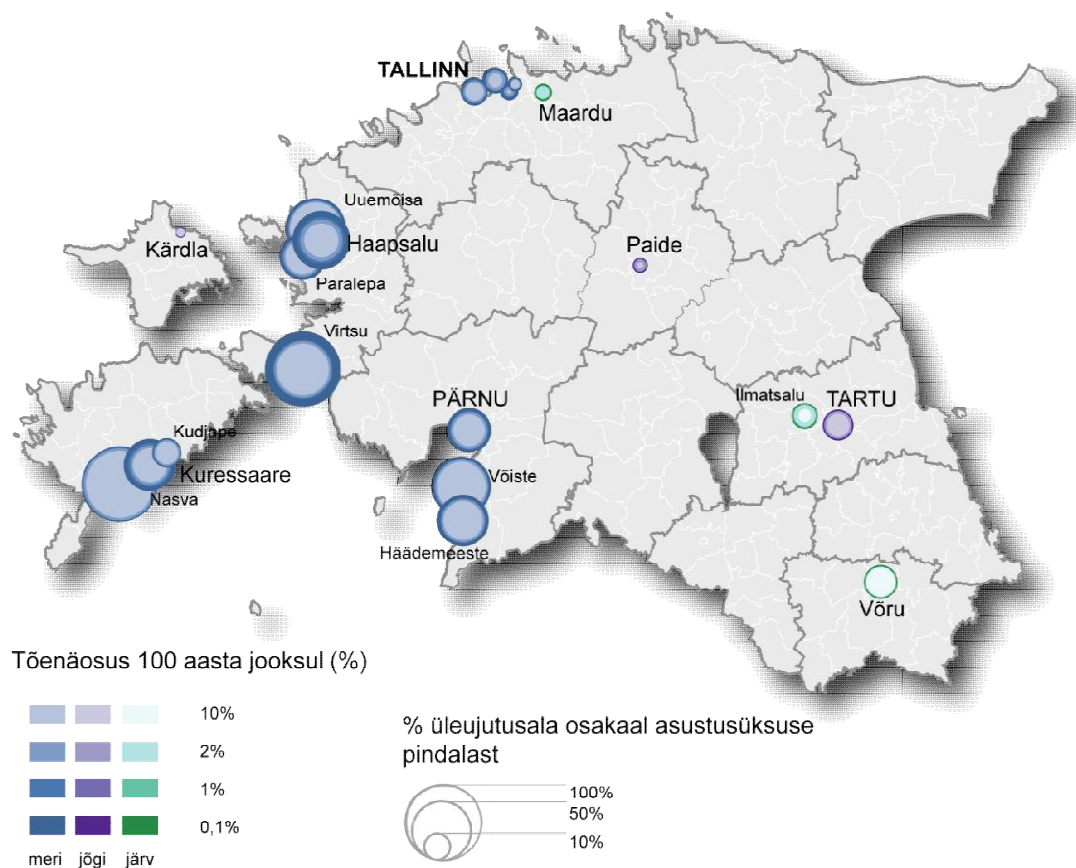 TALLINN
Maardu
Uuemõisa
Haapsalu
Kärdla
Paide
Paralepa
Virtsu
PÄRNU
Ilmatsalu
TARTU
Kudjape
Kuressaare
Nasva
Võiste
Häädemeeste
Võru
Tõenäosus 100 aasta jooksul (%)
10%
2%
1%
0,1%
meri jõgi järv
% üleujutusala osakaal asustusüksuse
pindalast
100%
50%
10%